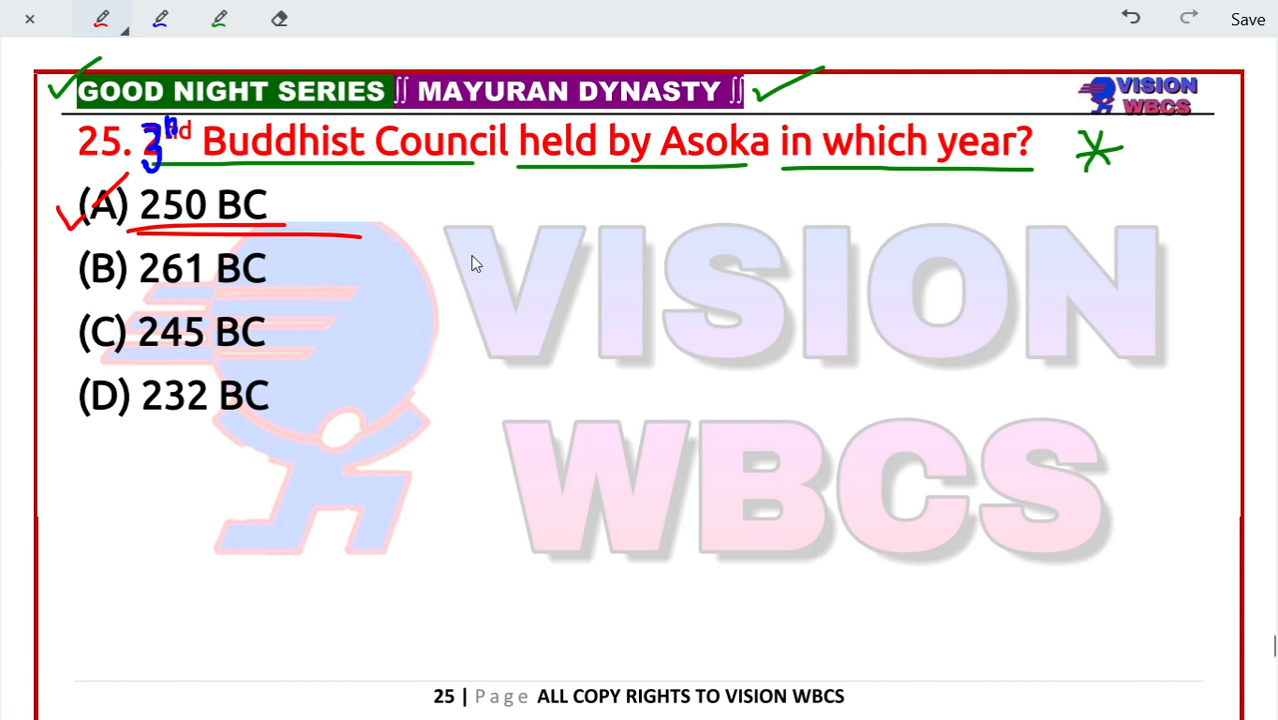 Save
GOOD NIGHT SERIES ∬ MAYURAN DYNASTY ∬
VISION
WBCS
25. 3rd Buddhist Council held by Asoka in which year?
(A) 250 BC
(B) 261 BC
(C) 245 BC
(D) 232 BC
VISION
WBCS
25 | Page ALL COPY RIGHTS TO VISION WBCS